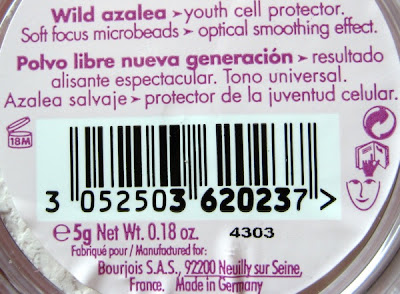 Wild azalea ➤ youth cell protector.
Soft focus microbeads ➤ optical smoothing effect.
Polvo libre nueva generación ➤ resultado
alisante espectacular. Tono universal.
Azalea salvaje ➤ protector de la juventud celular.
18M
3 052503 620237 >
e 5g Net Wt. 0.18 oz. 4303
Fabriqué pour / Manufactured for:
Bourjois S.A.S., 92200 Neuilly sur Seine,
France. Made in Germany